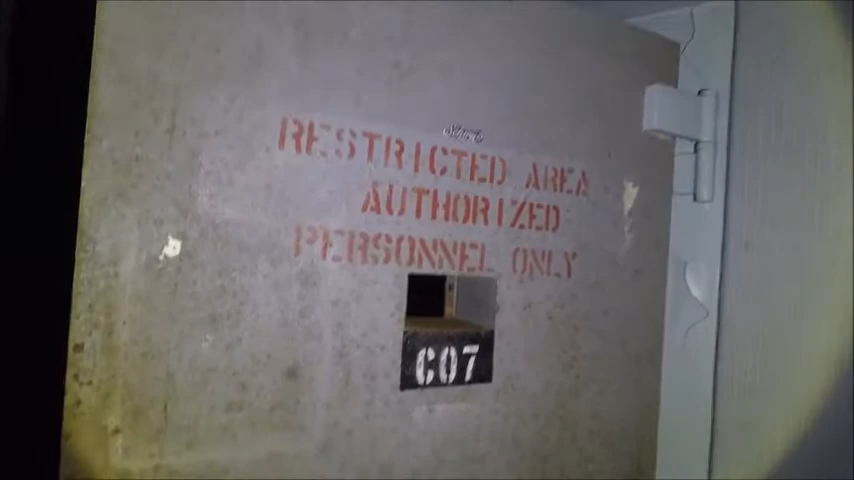 RESTRICTED AREA
AUTHORIZED
PERSONNEL ONLY
C07